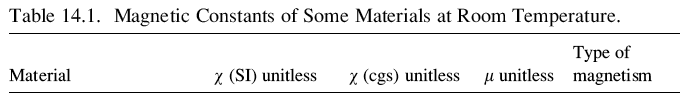 Table 14.1. Magnetic Constants of Some Materials at Room Temperature.
Type of
Material χ (SI) unitless χ (cgs) unitless μ unitless magnetism